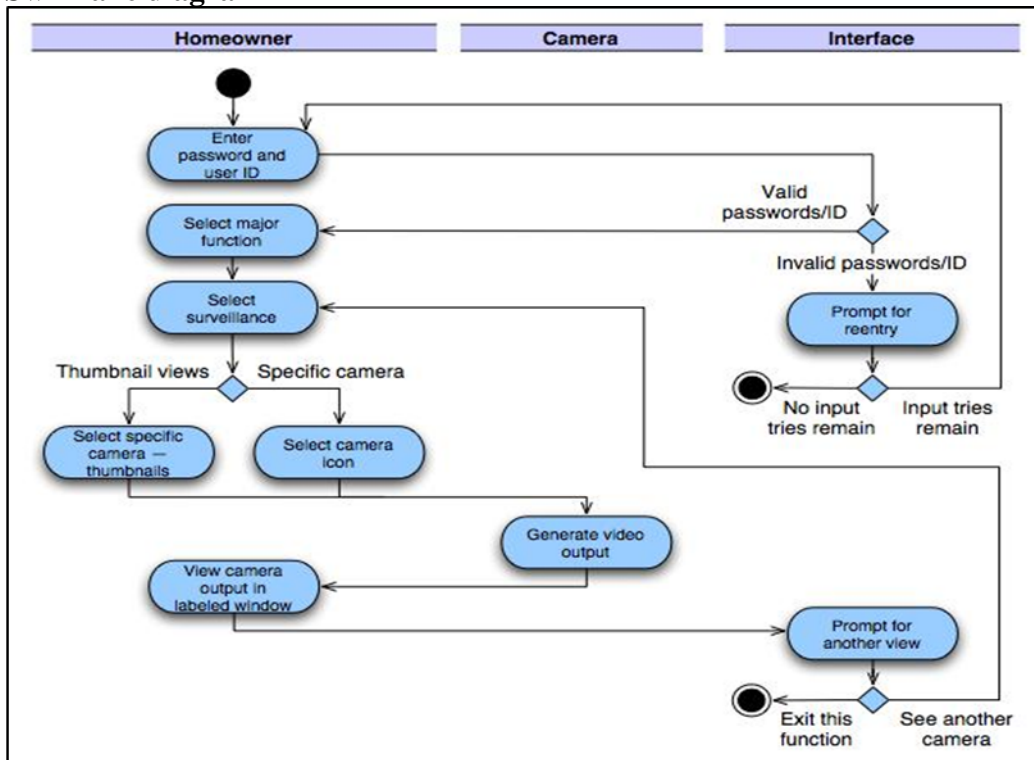 Homeowner
Camera
Interface
Enter
password and
user ID
Valid
passwords/ID
Select major
function
Invalid passwords/ID
Select
surveillance
Prompt for
reentry
Thumbnail views
Specific camera
No input
tries remain
Input tries
remain
Select specific
camera —
thumbnails
Select camera
icon
Generate video
output
View camera
output in
labeled window
Prompt for
another view
Exit this
function
See another
camera